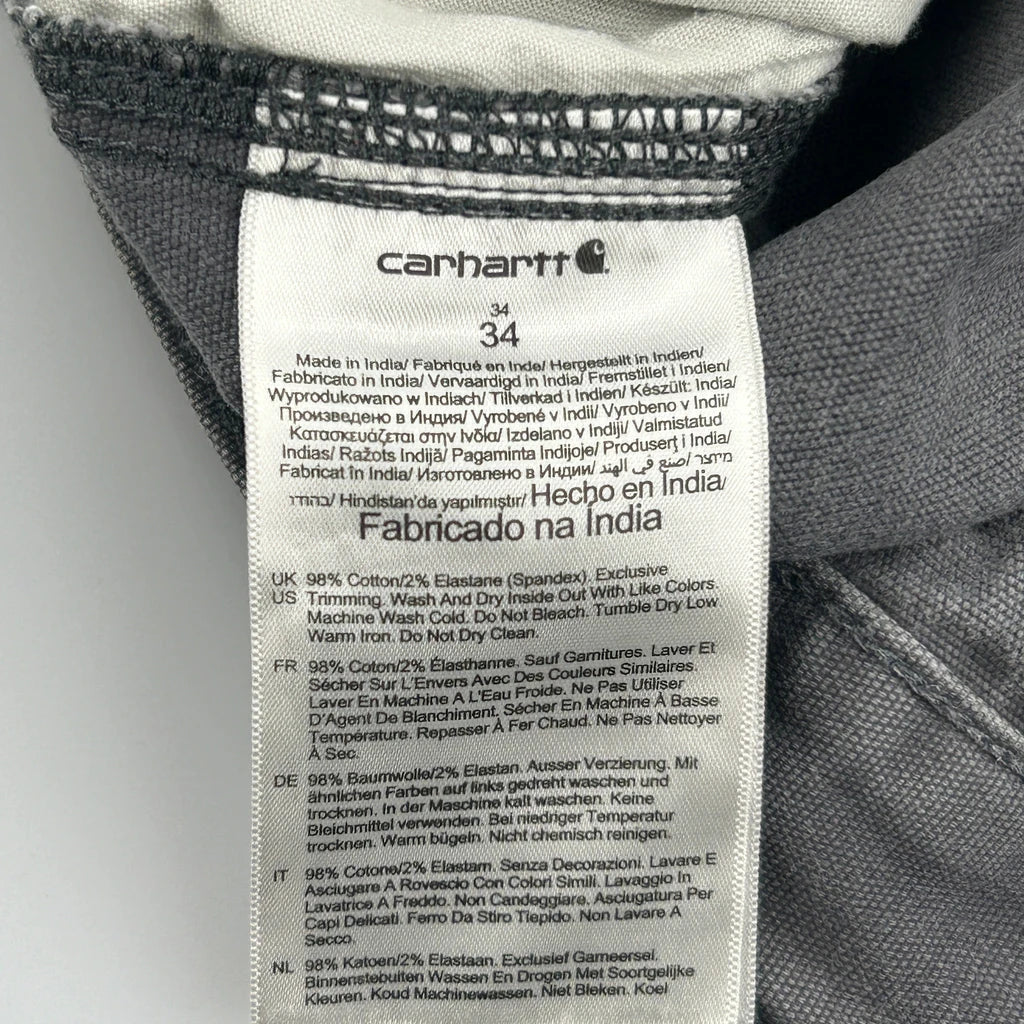 carhartt
34
34
Made in India/ Fabriqué en Inde/ Hergestellt in Indien/
Fabbricato in India/ Vervaardigd in India/ Fremstillet i Indien/
Wyprodukowano w Indiach/ Tillverkad i Indien/ Készült: India/
Произведено в Индия/ Vyrobené v Indii/ Vyrobeno v Indii/
Κατασκευάζεται στην Ινδία/ Izdelano v Indiji/ Valmistatud
Indias/ Ražots Indijā/ Pagaminta Indijoje/ Produsert i India/
Fabricat în India/ Изготовлено в Индии/ صنع في الهند/ מיוצר
בהודו/ Hindistan'da yapılmıştır/ Hecho en India/
Fabricado na Índia
UK 98% Cotton/2% Elastane (Spandex). Exclusive
US Trimming. Wash And Dry Inside Out With Like Colors.
Machine Wash Cold. Do Not Bleach. Tumble Dry Low
Warm Iron. Do Not Dry Clean.
FR 98% Coton/2% Élasthanne. Sauf Garnitures. Laver Et
Sécher Sur L'Envers Avec Des Couleurs Similaires.
Laver En Machine A L'Eau Froide. Ne Pas Utiliser
D'Agent De Blanchiment. Sécher En Machine À Basse
Température. Repasser À Fer Chaud. Ne Pas Nettoyer
À Sec.
DE 98% Baumwolle/2% Elastan. Ausser Verzierung. Mit
ähnlichen Farben auf links gedreht waschen und
trocknen. In der Maschine kalt waschen. Keine
Bleichmittel verwenden. Bei niedriger Temperatur
trocknen. Warm bügeln. Nicht chemisch reinigen.
IT 98% Cotone/2% Elastam. Senza Decorazioni. Lavare E
Asciugare A Rovescio Con Colori Simili. Lavaggio In
Lavatrice A Freddo. Non Candeggiare. Asciugatura Per
Capi Delicati. Ferro Da Stiro Tiepido. Non Lavare A
Secco.
NL 98% Katoen/2% Elastaan. Exclusief Garneersel.
Binnenstebuiten Wassen En Drogen Met Soortgelijke
Kleuren. Koud Machinewassen. Niet Bleken. Koel